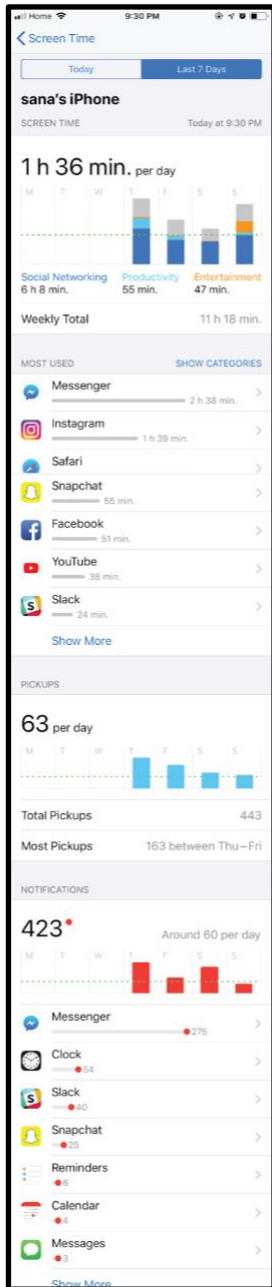 Home 9:30 PM
Screen Time
Today Last 7 Days
sana's iPhone
SCREEN TIME Today at 9:30 PM
1 h 36 min. per day
M T W T F S S
Social Networking Productivity Entertainment
6 h 8 min. 55 min. 47 min.
Weekly Total 11 h 18 min.
MOST USED SHOW CATEGORIES
Messenger
2 h 38 min.
Instagram
1 h 39 min.
Safari
Snapchat
55 min.
Facebook
51 min.
YouTube
38 min.
Slack
24 min.
Show More
PICKUPS
63 per day
M T W T F S S
Total Pickups 443
Most Pickups 163 between Thu – Fri
NOTIFICATIONS
423 Around 60 per day
M T W T F S S
Messenger
275
Clock
54
Slack
40
Snapchat
25
Reminders
6
Calendar
4
Messages
3
Show More